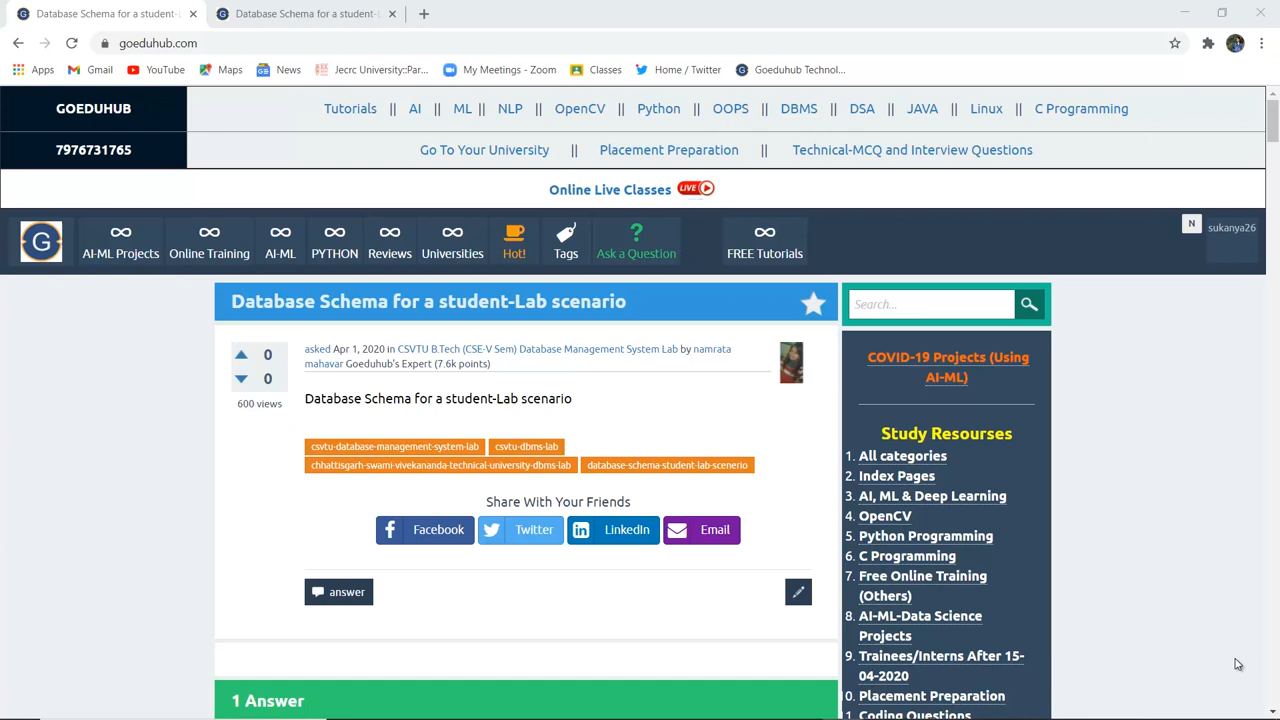 Database Schema for a student-L
Database Schema for a student-
goeduhub.com
Apps Gmail YouTube Maps News Jecrc University::Par... My Meetings - Zoom Classes Home / Twitter Goeduhub Technol...
GOEDUHUB
Tutorials || AI || ML || NLP || OpenCV || Python || OOPS || DBMS || DSA || JAVA || Linux || C Programming
7976731765
Go To Your University || Placement Preparation || Technical-MCQ and Interview Questions
Online Live Classes LIVE
G AI-ML Projects Online Training AI-ML PYTHON Reviews Universities Hot! Tags ? Ask a Question FREE Tutorials
N sukanya26
Database Schema for a student-Lab scenario
0
0
600 views
asked Apr 1, 2020 in CSVTU B.Tech (CSE-V Sem) Database Management System Lab by namrata
mahavar Goeduhub's Expert (7.6k points)
Database Schema for a student-Lab scenario
csvtu-database-management-system-lab csvtu-dbms-lab
chhattisgarh-swami-vivekananda-technical-university-dbms-lab database-schema-student-lab-scenerio
Share With Your Friends
Facebook Twitter LinkedIn Email
answer
1 Answer
Search...
COVID-19 Projects (Using
AI-ML)
Study Resourses
1. All categories
2. Index Pages
3. AI, ML & Deep Learning
4. OpenCV
5. Python Programming
6. C Programming
7. Free Online Training
(Others)
8. AI-ML-Data Science
Projects
9. Trainees/Interns After 15-
04-2020
10. Placement Preparation
11. Coding Questions